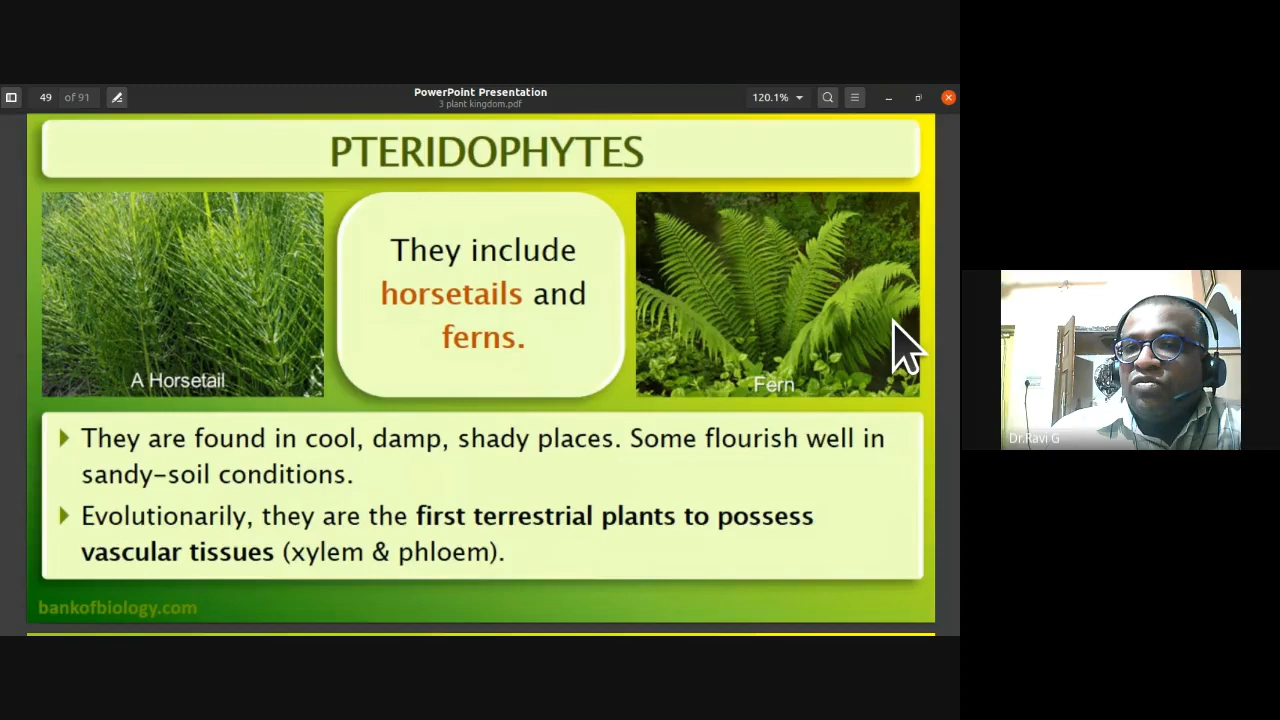 49 of 91
PowerPoint Presentation
3 plant kingdom.pdf
120.1%
PTERIDOPHYTES
They include
horsetails and
ferns.
A Horsetail
Fern
They are found in cool, damp, shady places. Some flourish well in
sandy-soil conditions.
Evolutionarily, they are the first terrestrial plants to possess
vascular tissues (xylem & phloem).
bankofbiology.com
Dr.Ravi G